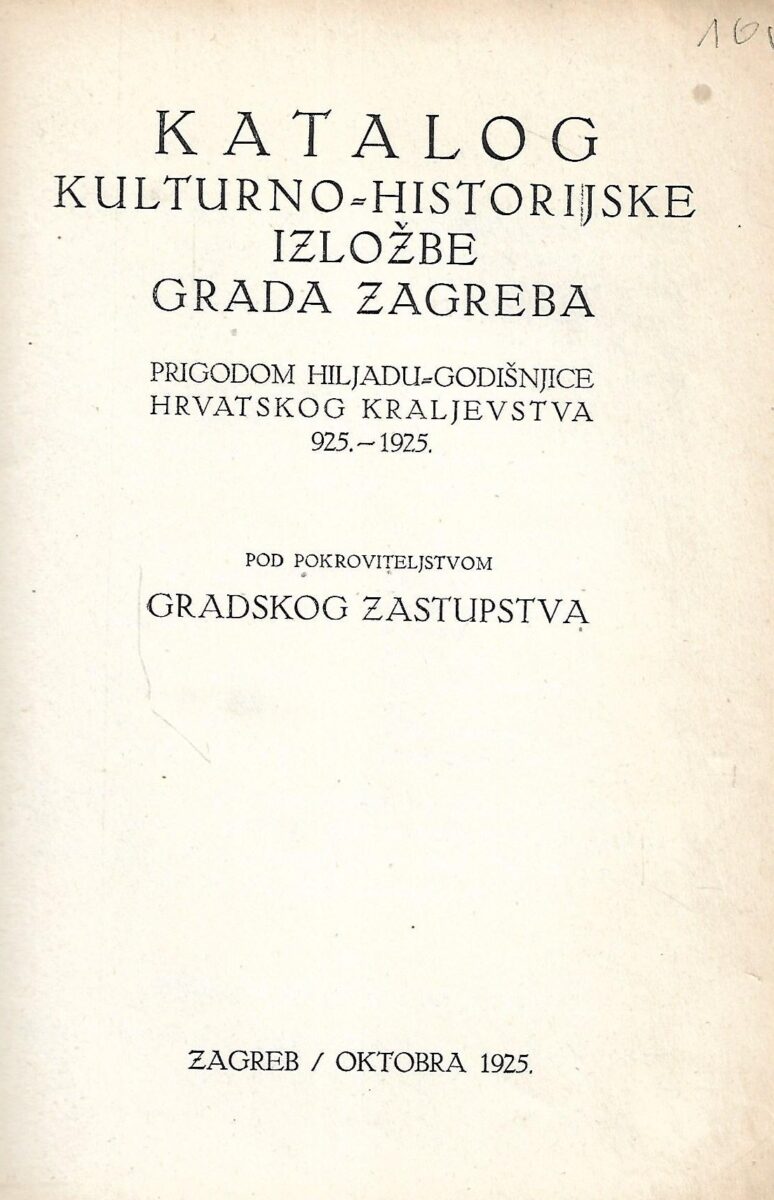 KATALOG
KULTURNO-HISTORIJSKE
IZLOŽBE
GRADA ZAGREBA
PRIGODOM HILJADU-GODIŠNJICE
HRVATSKOG KRALJEVSTVA
925. — 1925.
POD POKROVITELJSTVOM
GRADSKOG ZASTUPSTVA
ZAGREB / OKTOBRA 1925.